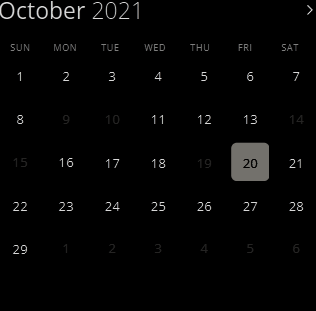 October 2021
SUN MON TUE WED THU FRI SAT
1 2 3 4 5 6 7
8 9 10 11 12 13 14
15 16 17 18 19 20 21
22 23 24 25 26 27 28
29 1 2 3 4 5 6